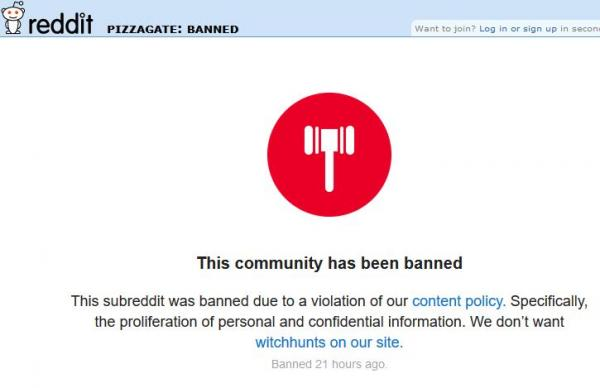 reddit PIZZAGATE: BANNED Want to join? Log in or sign up in secon
This community has been banned
This subreddit was banned due to a violation of our content policy. Specifically,
the proliferation of personal and confidential information. We don't want
witchhunts on our site.
Banned 21 hours ago.